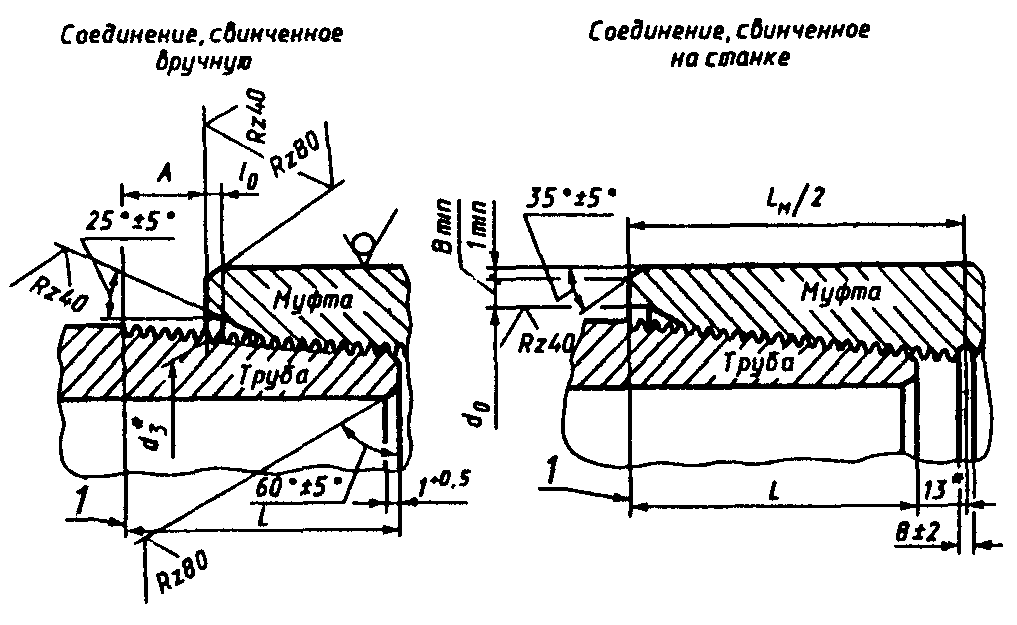 Соединение, свинченное
вручную
Соединение, свинченное
на станке
Rz40
Rz80
A
l₀
25°±5°
Rz40
Муфта
Труба
d₃*
60°±5°
1⁺⁰,⁵
1
L
Rz80
35°±5°
Lм/2
B min
1 min
Муфта
Rz40
Труба
d₀
1
L
13*
8±2